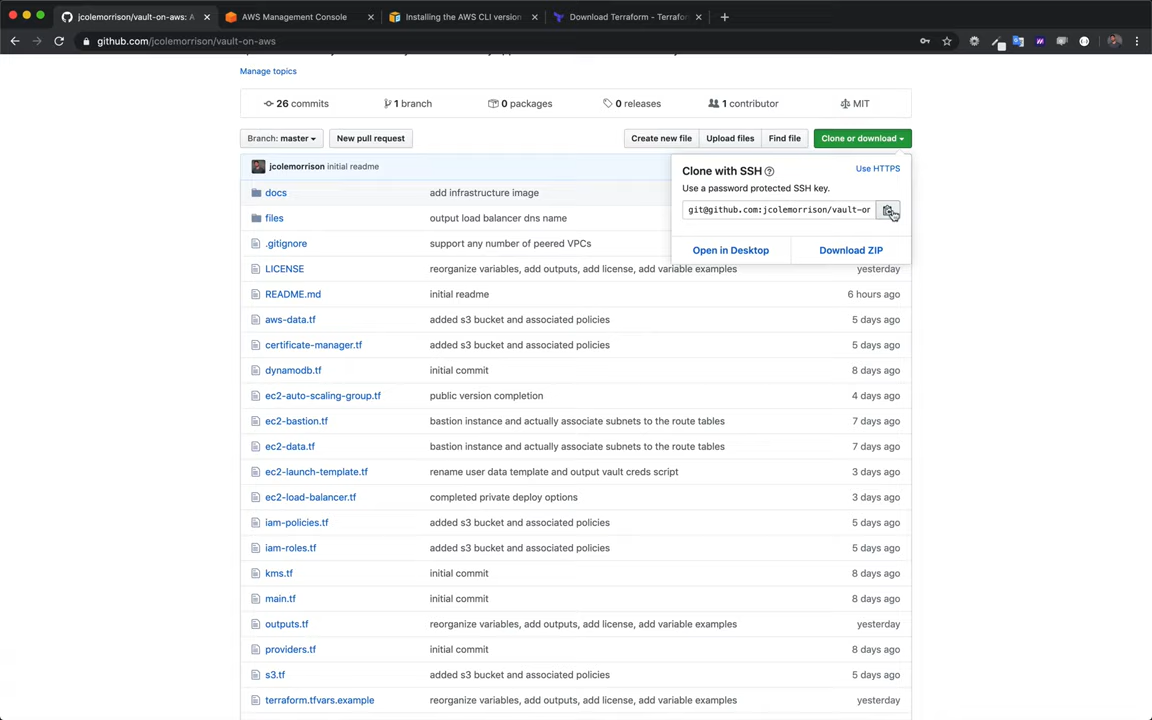 jcolemorrison/vault-on-aws: A
AWS Management Console
Installing the AWS CLI version
Download Terraform - Terrafor
github.com/jcolemorrison/vault-on-aws
Manage topics
26 commits
1 branch
0 packages
0 releases
1 contributor
MIT
Branch: master
New pull request
Create new file
Upload files
Find file
Clone or download
jcolemorrison initial readme
Clone with SSH
Use HTTPS
Use a password protected SSH key.
git@github.com:jcolemorrison/vault-or
Open in Desktop
Download ZIP
docs add infrastructure image
files output load balancer dns name
.gitignore support any number of peered VPCs
LICENSE reorganize variables, add outputs, add license, add variable examples yesterday
README.md initial readme 6 hours ago
aws-data.tf added s3 bucket and associated policies 5 days ago
certificate-manager.tf added s3 bucket and associated policies 5 days ago
dynamodb.tf initial commit 8 days ago
ec2-auto-scaling-group.tf public version completion 4 days ago
ec2-bastion.tf bastion instance and actually associate subnets to the route tables 7 days ago
ec2-data.tf bastion instance and actually associate subnets to the route tables 7 days ago
ec2-launch-template.tf rename user data template and output vault creds script 3 days ago
ec2-load-balancer.tf completed private deploy options 3 days ago
iam-policies.tf added s3 bucket and associated policies 5 days ago
iam-roles.tf added s3 bucket and associated policies 5 days ago
kms.tf initial commit 8 days ago
main.tf initial commit 8 days ago
outputs.tf reorganize variables, add outputs, add license, add variable examples yesterday
providers.tf initial commit 8 days ago
s3.tf added s3 bucket and associated policies 5 days ago
terraform.tfvars.example reorganize variables, add outputs, add license, add variable examples yesterday